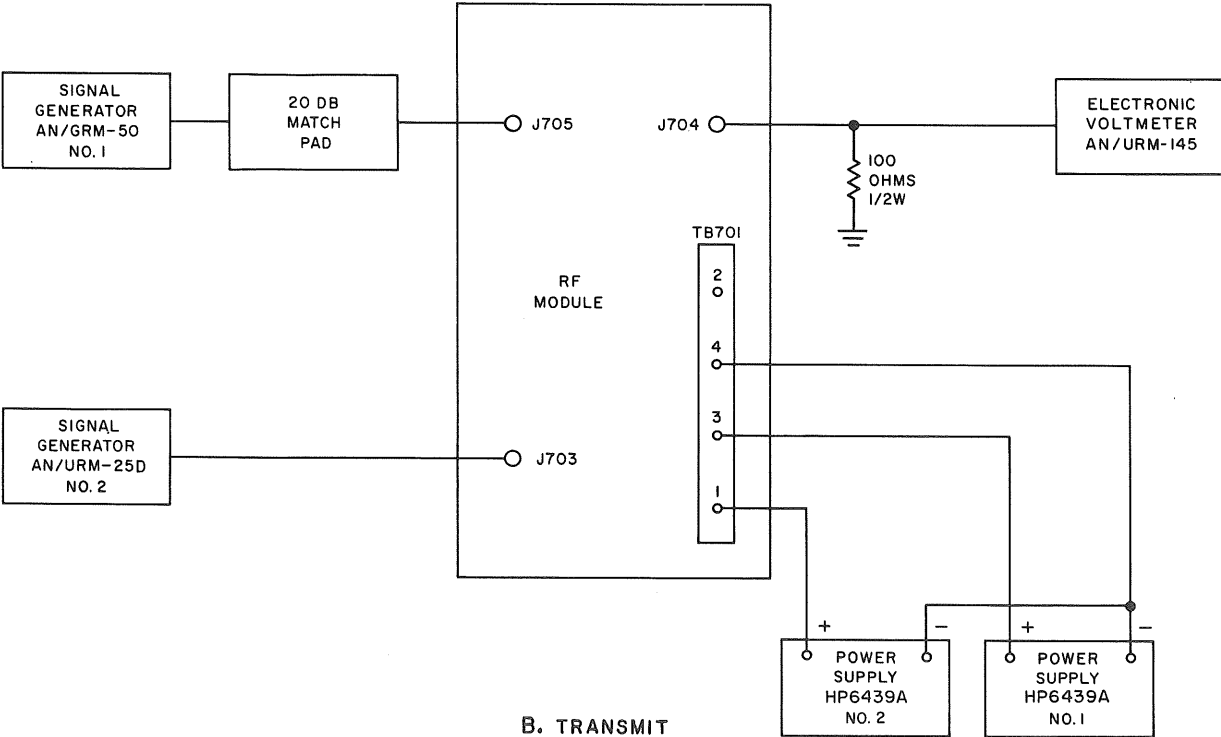 SIGNAL
GENERATOR
AN/GRM-50
NO. 1
20 DB
MATCH
PAD
J705
J704
ELECTRONIC
VOLTMETER
AN/URM-145
100
OHMS
1/2W
TB701
2
RF
MODULE
4
3
SIGNAL
GENERATOR
AN/URM-25D
NO. 2
J703
1
+
-
+
-
POWER
SUPPLY
HP6439A
NO. 2
POWER
SUPPLY
HP6439A
NO. 1
B. TRANSMIT